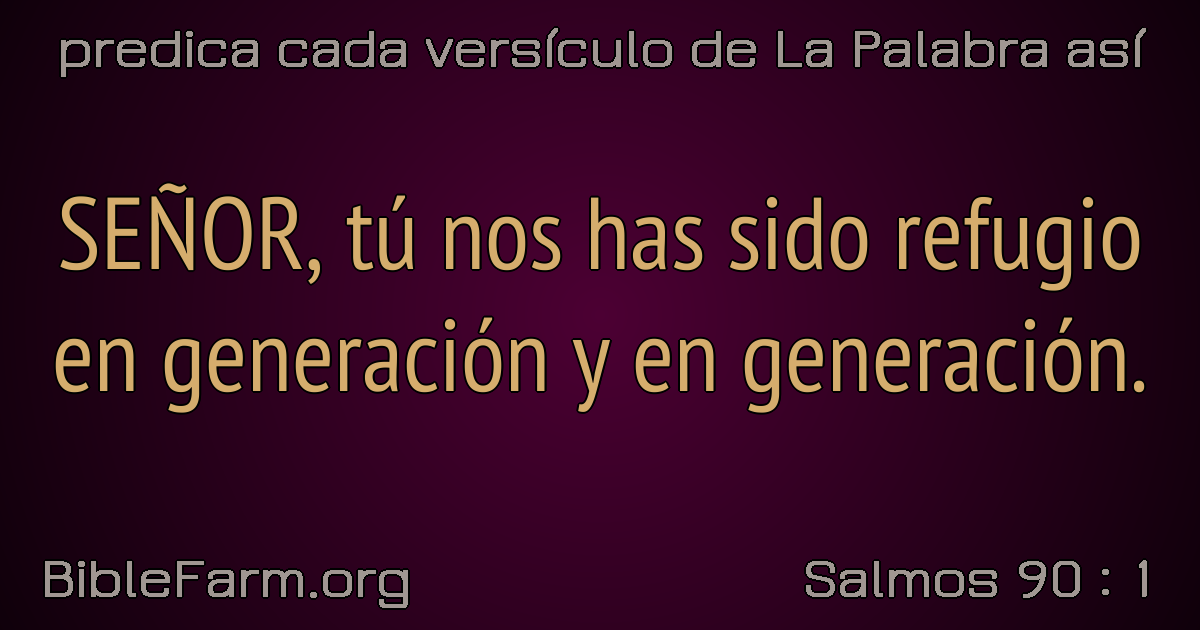 predica cada versículo de La Palabra así
SEÑOR, tú nos has sido refugio
en generación y en generación.
BibleFarm.org
Salmos 90 : 1